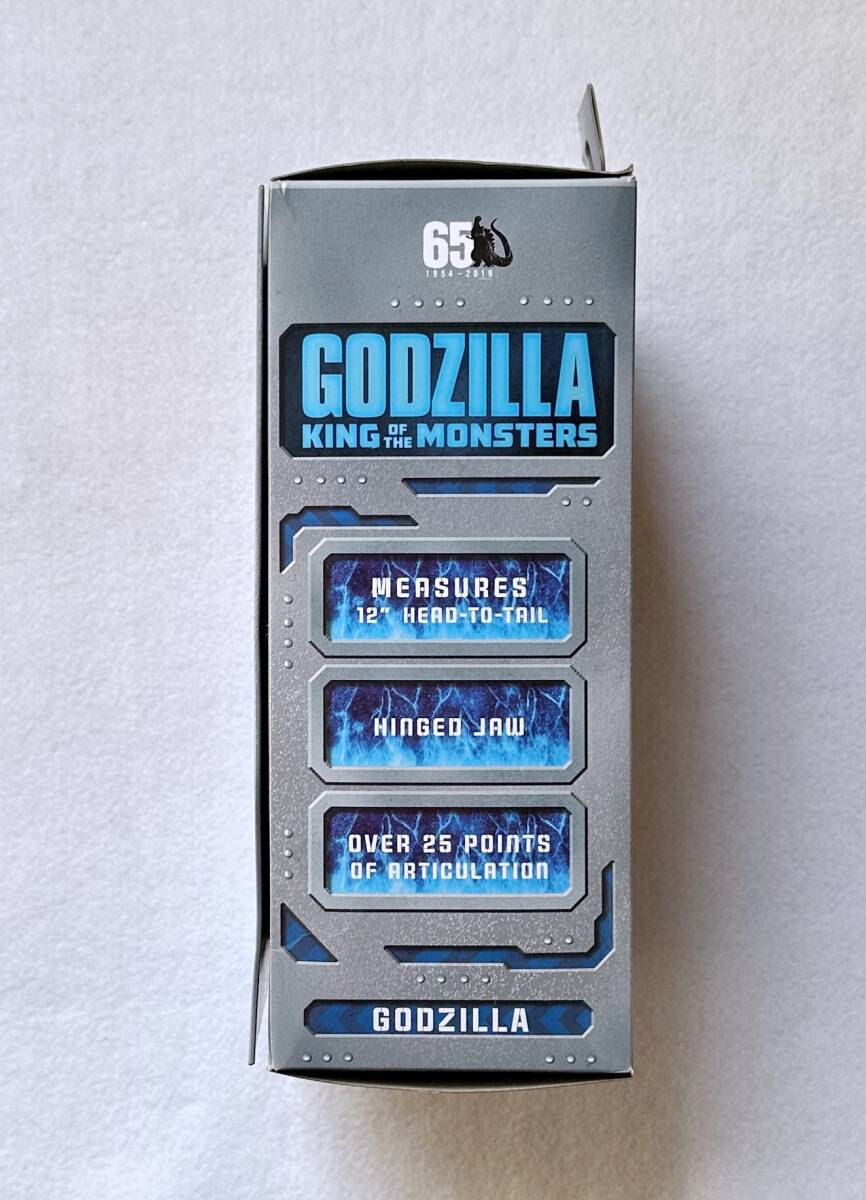 65
1954-2019
GODZILLA
KING OF THE MONSTERS
MEASURES
12" HEAD-TO-TAIL
HINGED JAW
OVER 25 POINTS
OF ARTICULATION
GODZILLA